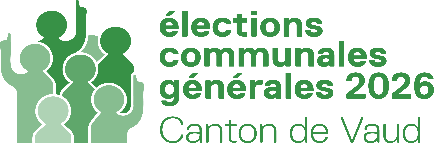 élections
communales
générales 2026
Canton de Vaud